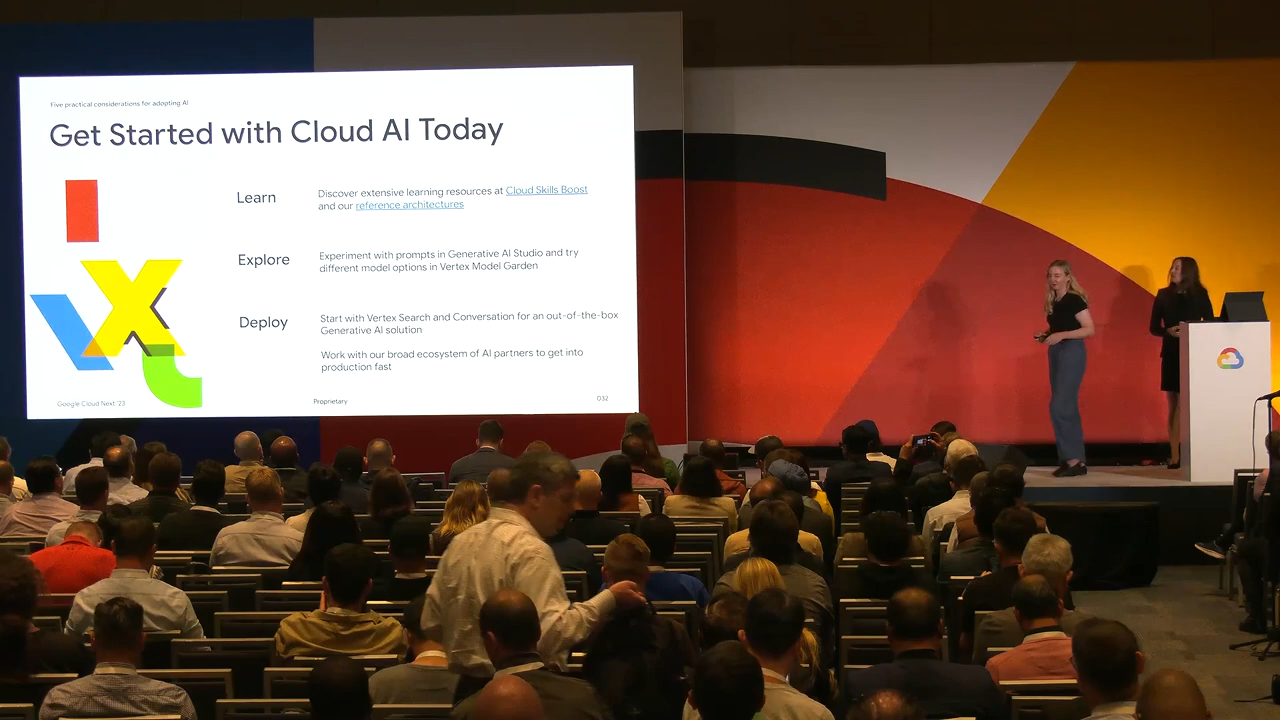 Five practical considerations for adopting AI
Get Started with Cloud AI Today
Learn
Discover extensive learning resources at Cloud Skills Boost
and our reference architectures
Explore
Experiment with prompts in Generative AI Studio and try
different model options in Vertex Model Garden
Deploy
Start with Vertex Search and Conversation for an out-of-the-box
Generative AI solution
Work with our broad ecosystem of AI partners to get into
production fast
Google Cloud Next '23
Proprietary
032